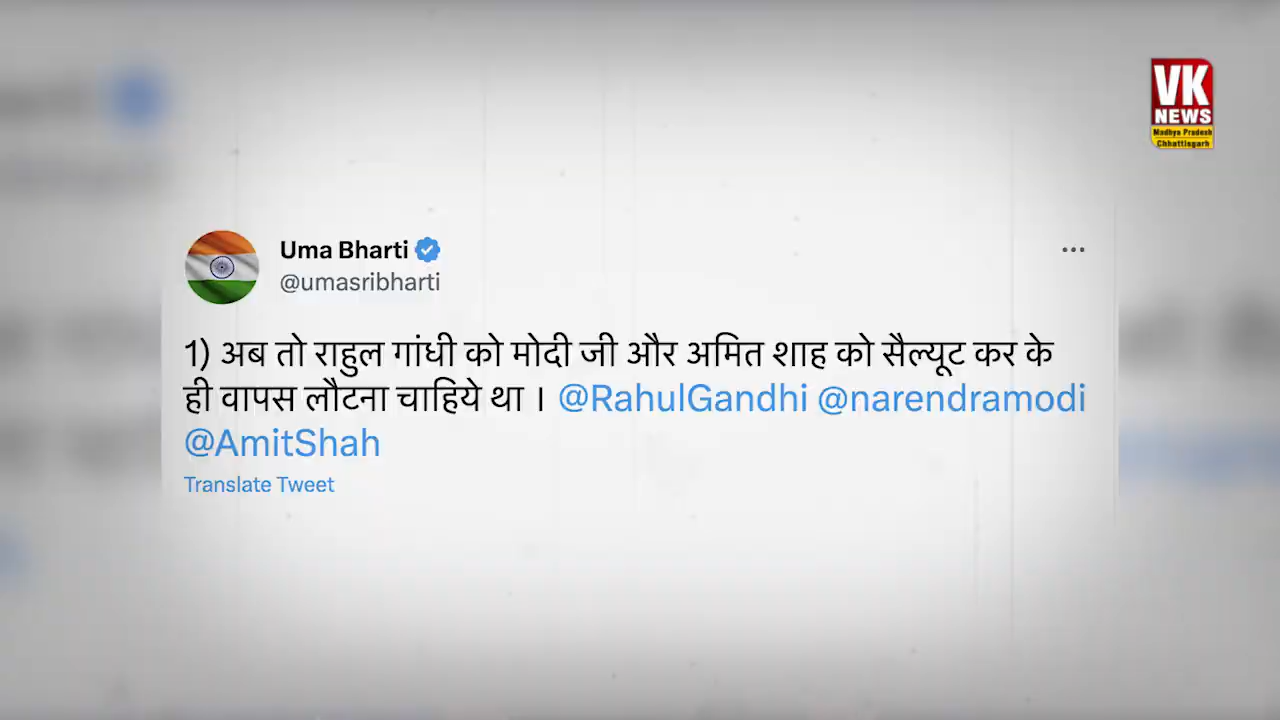 VK
NEWS
Madhya Pradesh
Chhattisgarh
Uma Bharti
@umasribharti
1) अब तो राहुल गांधी को मोदी जी और अमित शाह को सैल्यूट कर के
ही वापस लौटना चाहिये था । @RahulGandhi @narendramodi
@AmitShah
Translate Tweet